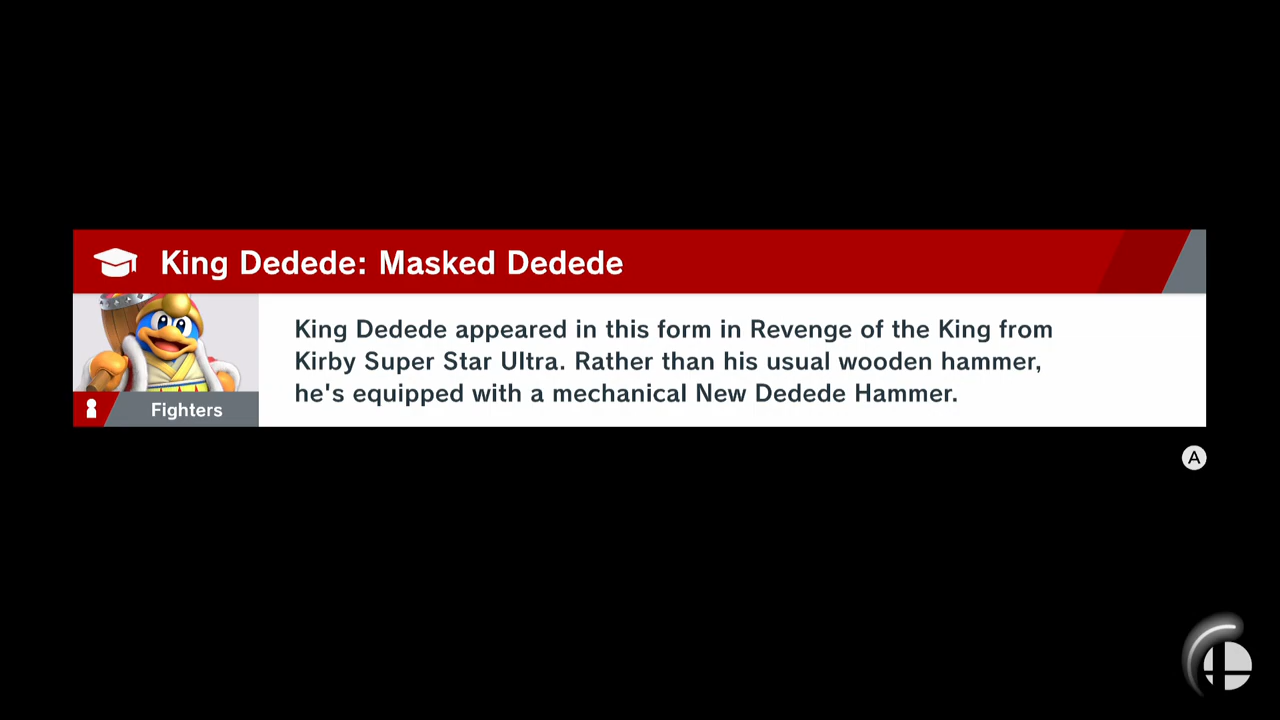 King Dedede: Masked Dedede
King Dedede appeared in this form in Revenge of the King from
Kirby Super Star Ultra. Rather than his usual wooden hammer,
he's equipped with a mechanical New Dedede Hammer.
Fighters
A